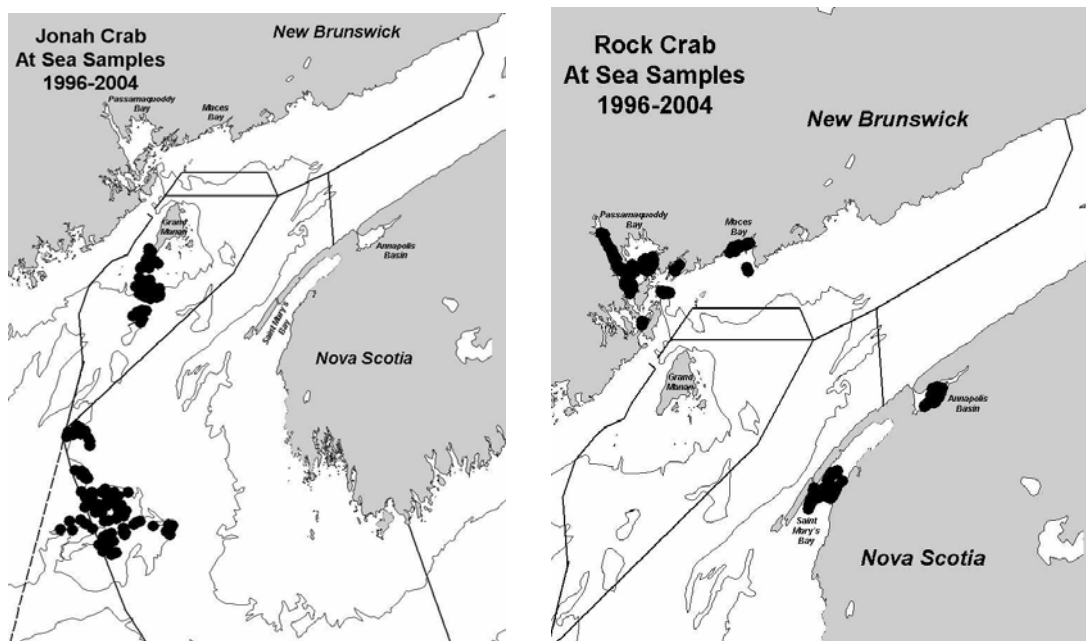 Jonah Crab
At Sea Samples
1996-2004
New Brunswick
Passamaquoddy
Bay
Maces
Bay
Grand
Manan
Annapolis
Basin
Saint Mary's
Bay
Nova Scotia
Rock Crab
At Sea Samples
1996-2004
New Brunswick
Passamaquoddy
Bay
Maces
Bay
Grand
Manan
Annapolis
Basin
Saint
Mary's
Bay
Nova Scotia